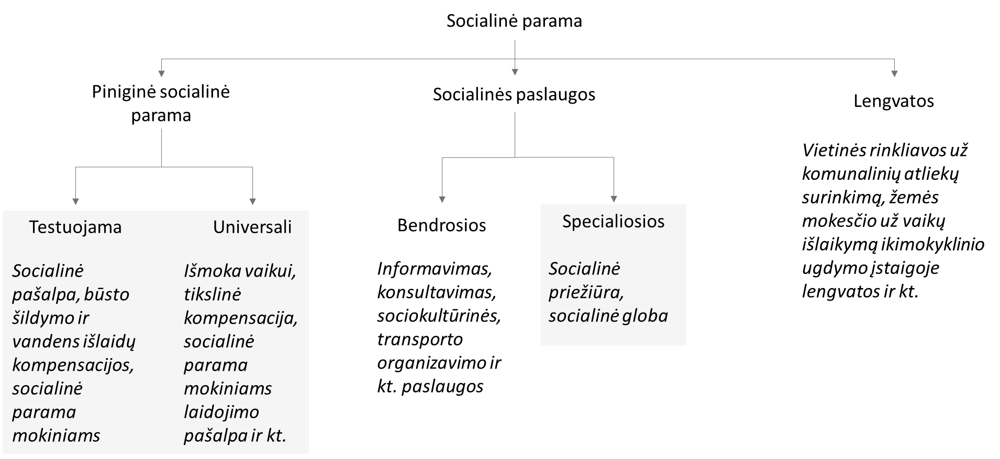 Socialinė parama
Piniginė socialinė
parama
Socialinės paslaugos
Lengvatos
Vietinės rinkliavos už
komunalinių atliekų
surinkimą, žemės
mokesčio už vaikų
išlaikymą ikimokyklinio
ugdymo įstaigoje
lengvatos ir kt.
Testuojama
Socialinė
pašalpa, būsto
šildymo ir
vandens išlaidų
kompensacijos,
socialinė
parama
mokiniams
Universali
Išmoka vaikui,
tikslinė
kompensacija,
socialinė
parama
mokiniams
laidojimo
pašalpa ir kt.
Bendrosios
Informavimas,
konsultavimas,
sociokultūrinės,
transporto
organizavimo ir
kt. paslaugos
Specialiosios
Socialinė
priežiūra,
socialinė globa